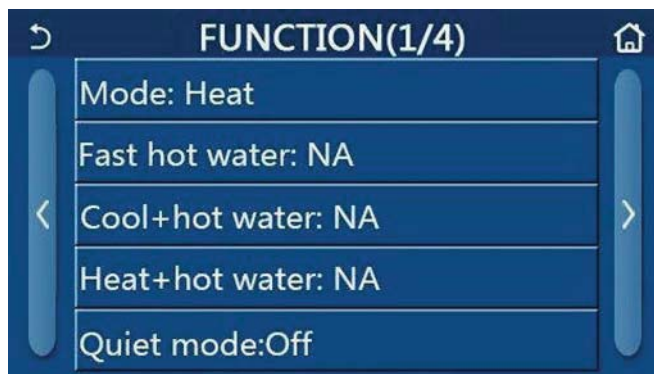 FUNCTION(1/4)
Mode: Heat
Fast hot water: NA
Cool+hot water: NA
Heat+hot water: NA
Quiet mode:Off